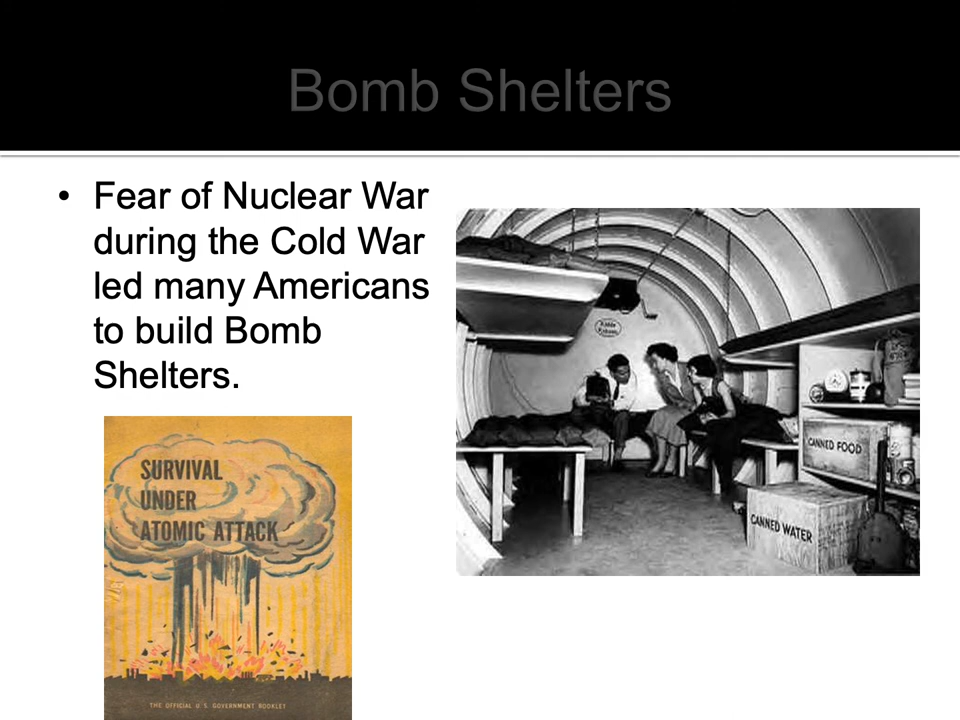 Bomb Shelters
• Fear of Nuclear War
during the Cold War
led many Americans
to build Bomb
Shelters.
SURVIVAL
UNDER
ATOMIC ATTACK
THE OFFICIAL U.S. GOVERNMENT BOOKLET
CANNED FOOD
CANNED WATER